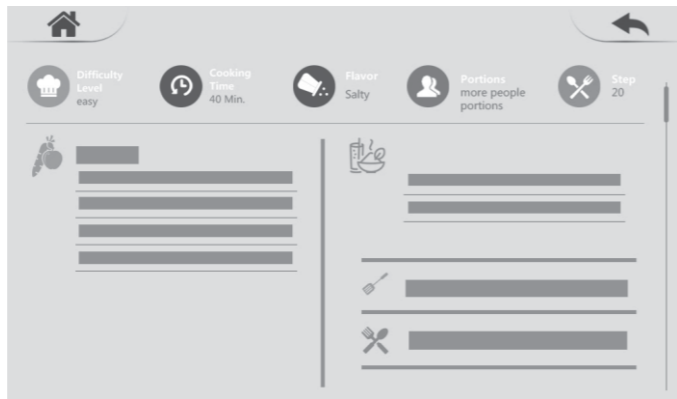 Difficulty
Level
easy
Cooking
Time
40 Min.
Flavor
Salty
Portions
more people
portions
Step
20